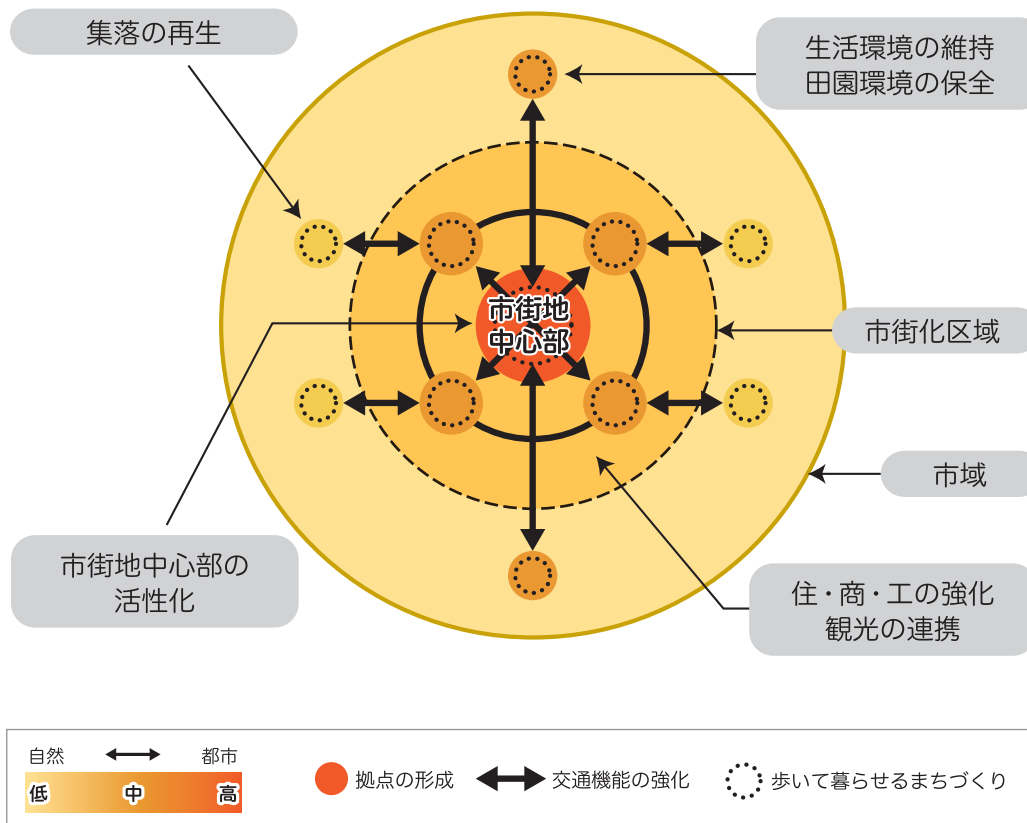 集落の再生
生活環境の維持
田園環境の保全
市街地
中心部
市街化区域
市域
市街地中心部の
活性化
住・商・工の強化
観光の連携
自然
都市
低
中
高
拠点の形成
交通機能の強化
歩いて暮らせるまちづくり